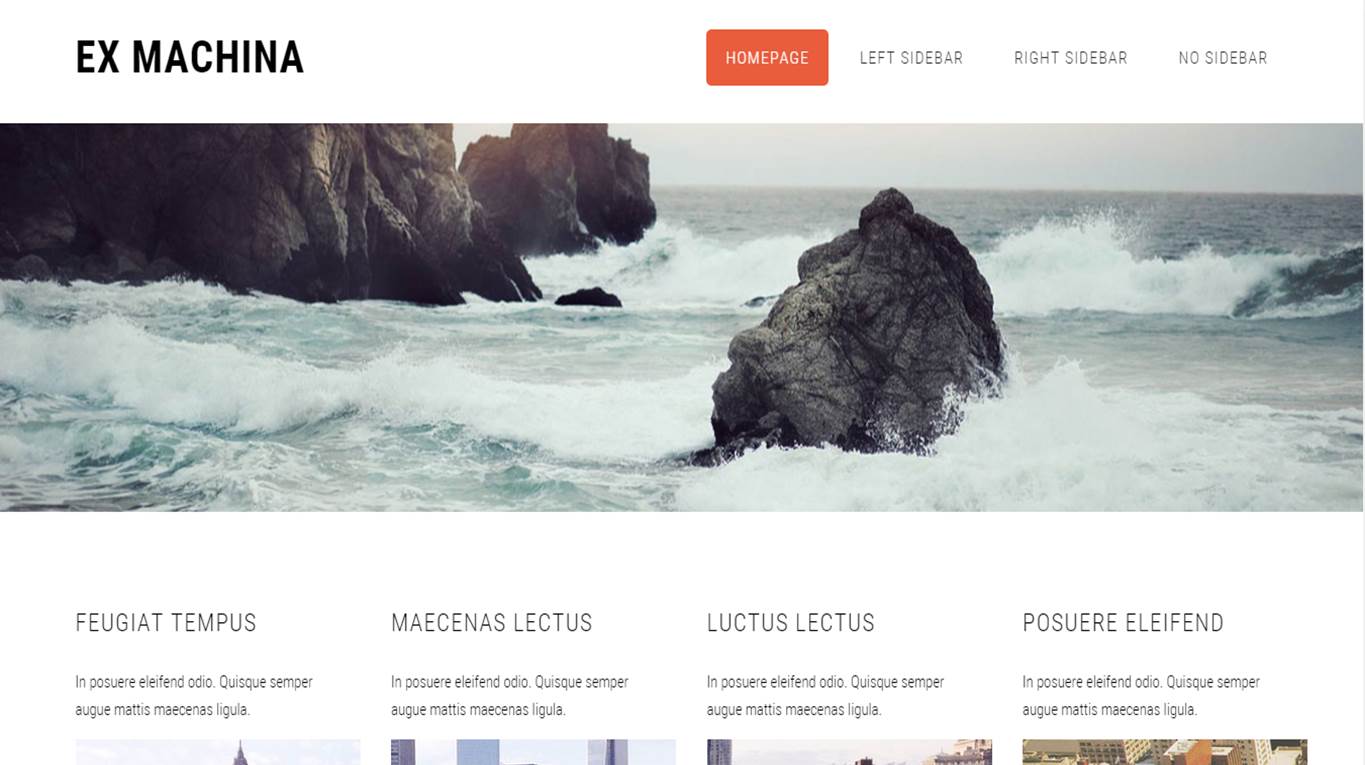 EX MACHINA
HOMEPAGE
LEFT SIDEBAR
RIGHT SIDEBAR
NO SIDEBAR
FEUGIAT TEMPUS
In posuere eleifend odio. Quisque semper
augue mattis maecenas ligula.
MAECENAS LECTUS
In posuere eleifend odio. Quisque semper
augue mattis maecenas ligula.
LUCTUS LECTUS
In posuere eleifend odio. Quisque semper
augue mattis maecenas ligula.
POSUERE ELEIFEND
In posuere eleifend odio. Quisque semper
augue mattis maecenas ligula.